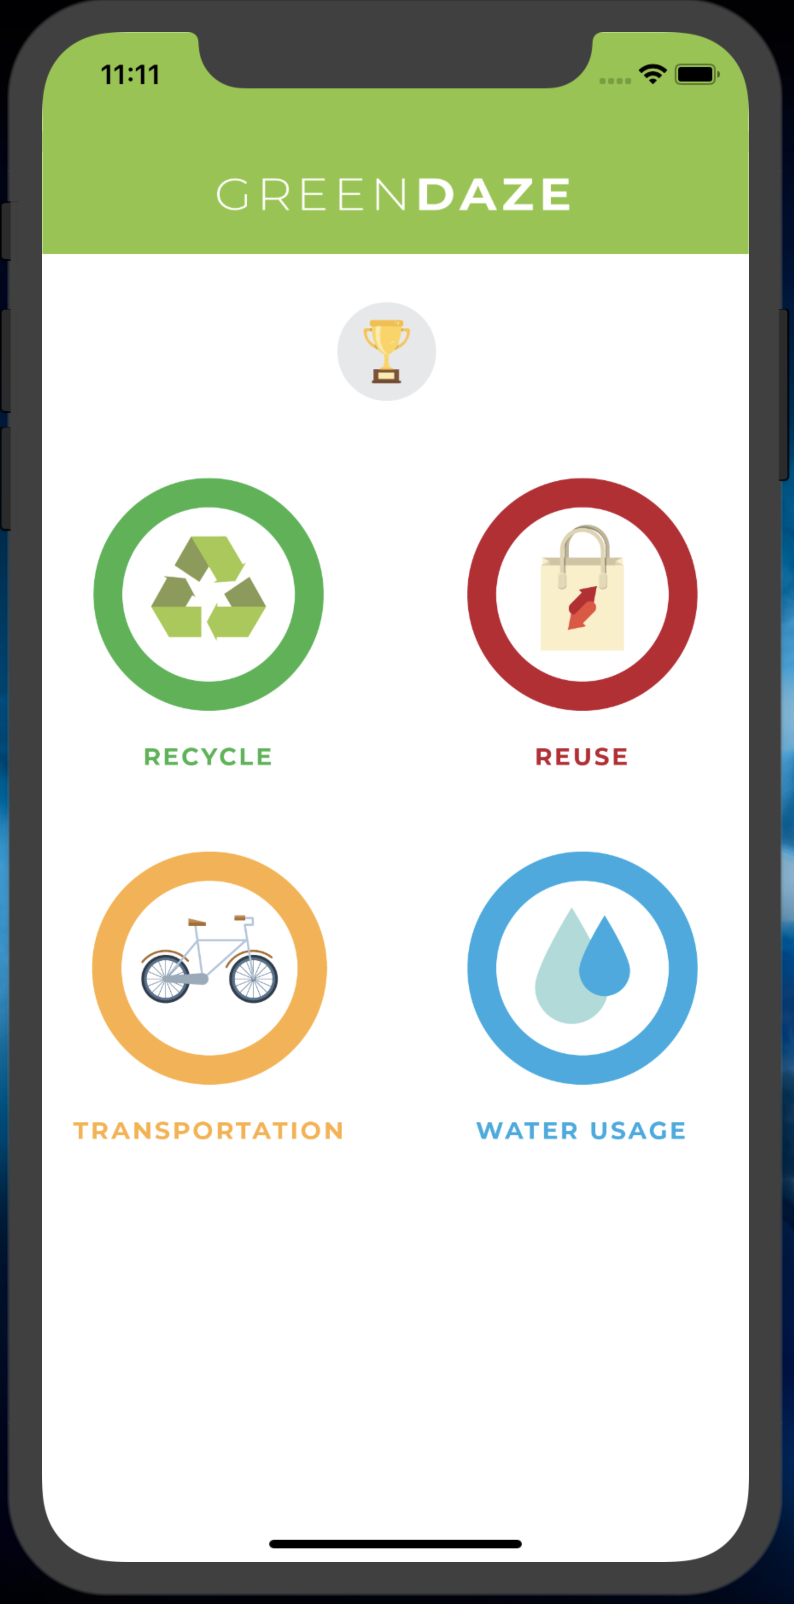 11:11
GREENDAZE
RECYCLE REUSE
TRANSPORTATION WATER USAGE